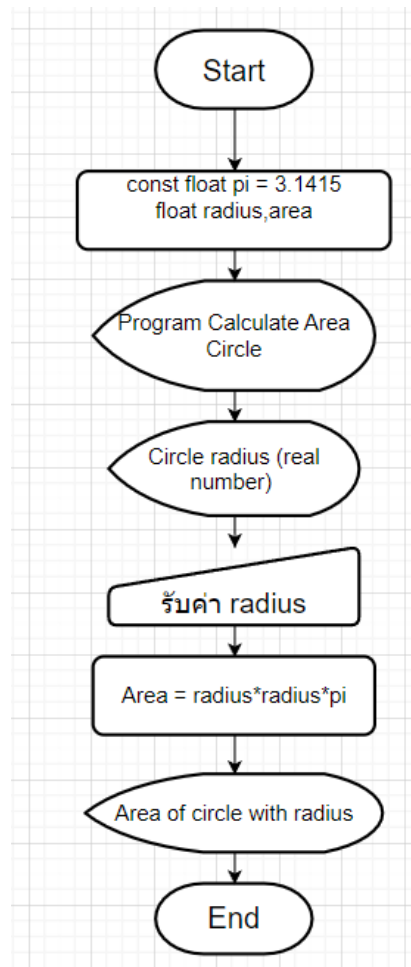 Start
const float pi = 3.1415
float radius,area
Program Calculate Area
Circle
Circle radius (real
number)
รับค่า radius
Area = radius*radius*pi
Area of circle with radius
End